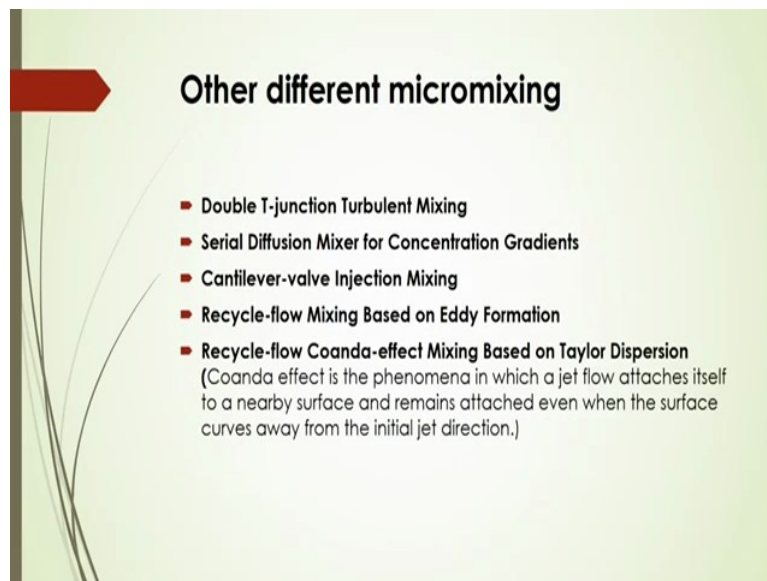 Other different micromixing
Double T-junction Turbulent Mixing
Serial Diffusion Mixer for Concentration Gradients
Cantilever-valve Injection Mixing
Recycle-flow Mixing Based on Eddy Formation
Recycle-flow Coanda-effect Mixing Based on Taylor Dispersion
(Coanda effect is the phenomena in which a jet flow attaches itself
to a nearby surface and remains attached even when the surface
curves away from the initial jet direction.)